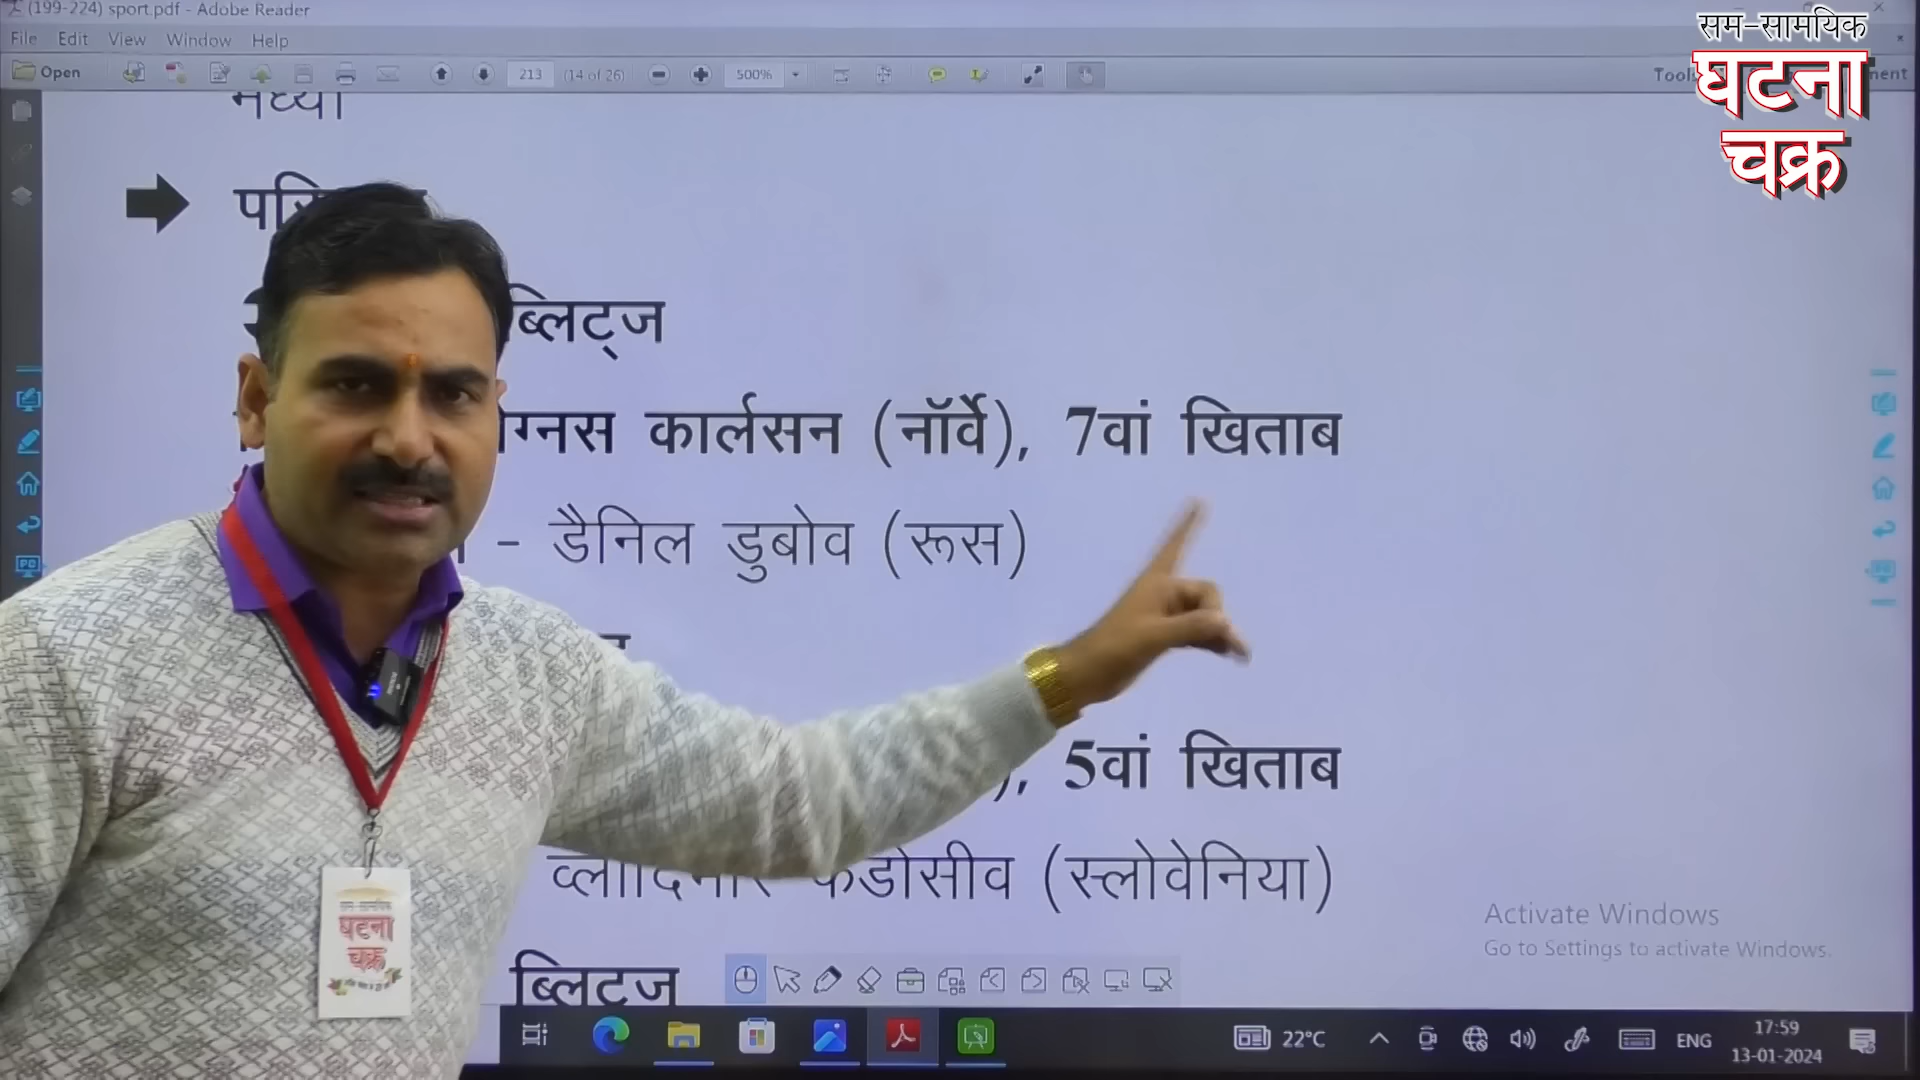 (199-224) sport.pdf - Adobe Reader
File Edit View Window Help
Open 213 (14 of 26) 500%
सम-सामयिक
घटना
चक्र
ब्लिट्ज
कार्लसन (नॉर्वे), 7वां खिताब
- डैनिल डुबोव (रूस)
5वां खिताब
(स्लोवेनिया)
ब्लिट्ज
घटना
चक्र
Activate Windows
Go to Settings to activate Windows.
22°C ENG 17:59
13-01-2024